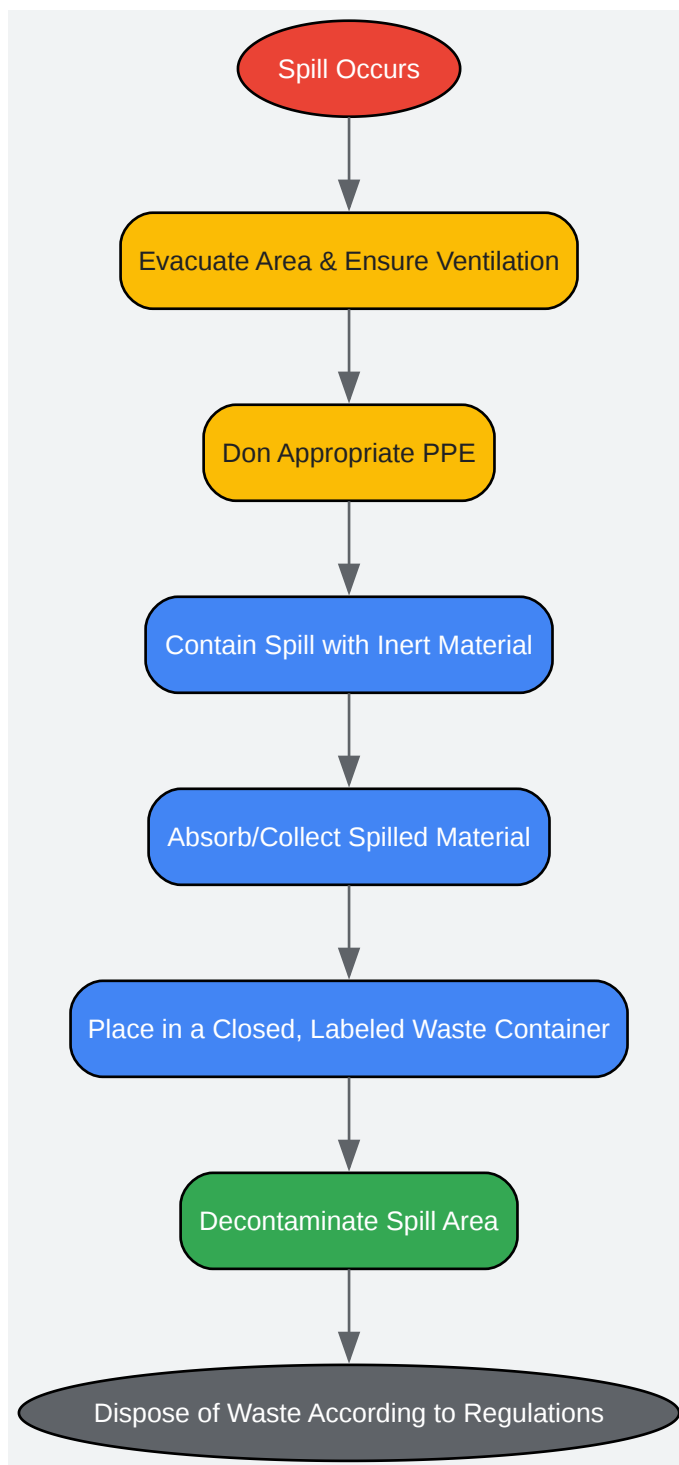 Spill Occurs
Evacuate Area & Ensure Ventilation
Don Appropriate PPE
Contain Spill with Inert Material
Absorb/Collect Spilled Material
Place in a Closed, Labeled Waste Container
Decontaminate Spill Area
Dispose of Waste According to Regulations